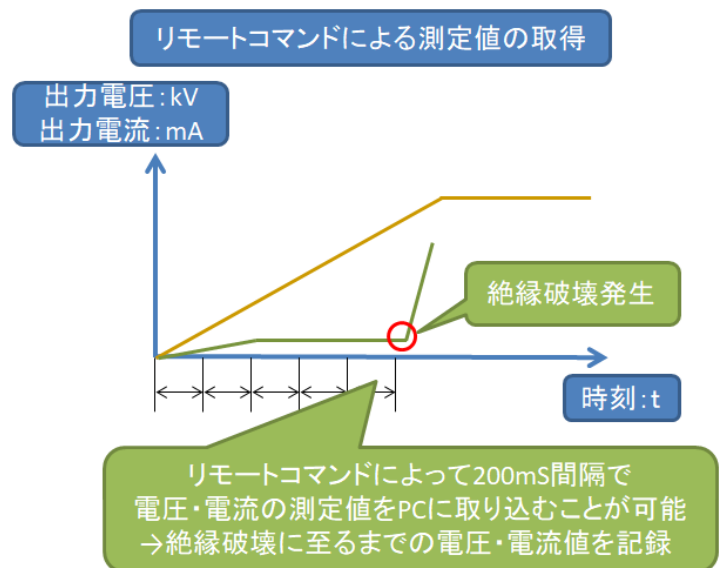 リモートコマンドによる測定値の取得
出力電圧:kV
出力電流:mA
絶縁破壊発生
時刻:t
リモートコマンドによって200mS間隔で
電圧・電流の測定値をPCに取り込むことが可能
→絶縁破壊に至るまでの電圧・電流値を記録